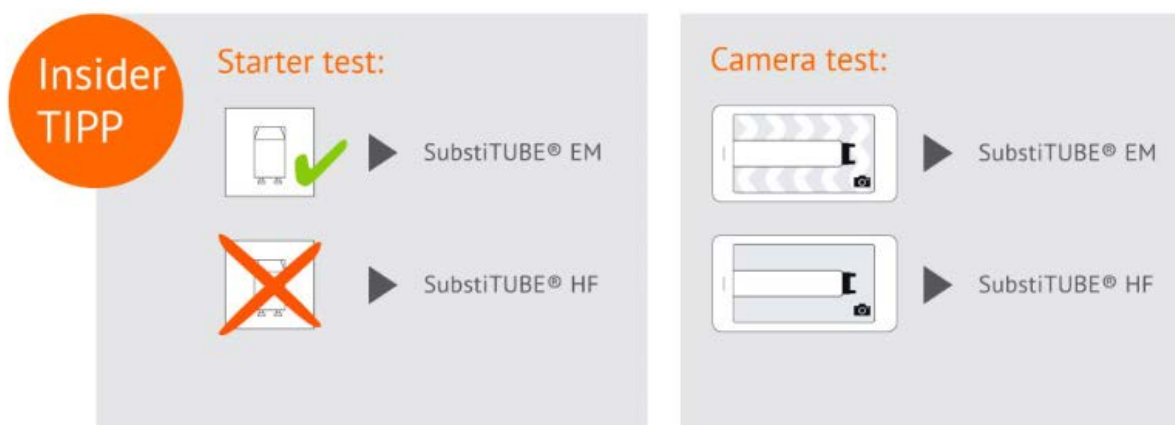 Insider
TIPP
Starter test:
SubstiTUBE® EM
SubstiTUBE® HF
Camera test:
SubstiTUBE® EM
SubstiTUBE® HF